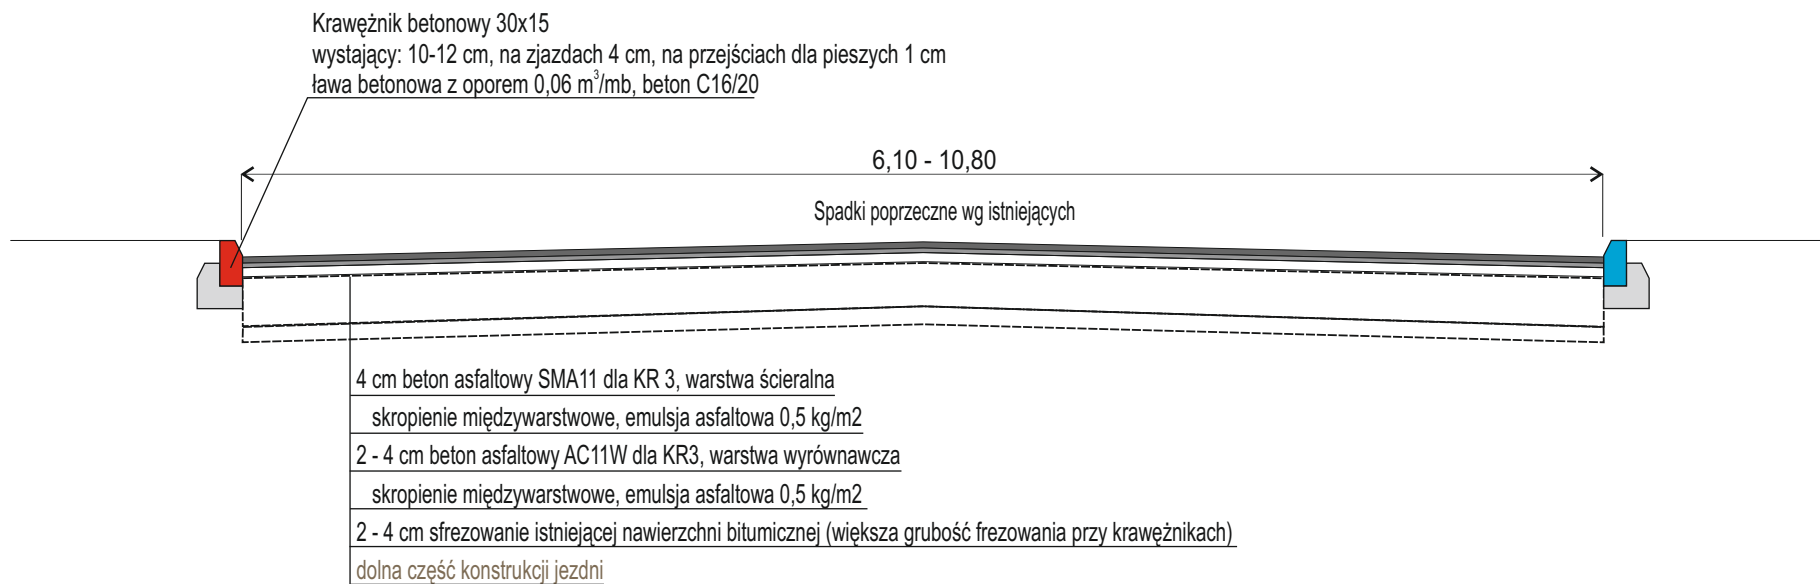 Krawężnik betonowy 30x15
wystający: 10-12 cm, na zjazdach 4 cm, na przejściach dla pieszych 1 cm
ława betonowa z oporem 0,06 m³/mb, beton C16/20
6,10 - 10,80
Spadki poprzeczne wg istniejących
4 cm beton asfaltowy SMA11 dla KR 3, warstwa ścieralna
skropienie międzywarstwowe, emulsja asfaltowa 0,5 kg/m2
2 - 4 cm beton asfaltowy AC11W dla KR3, warstwa wyrównawcza
skropienie międzywarstwowe, emulsja asfaltowa 0,5 kg/m2
2 - 4 cm sfrezowanie istniejącej nawierzchni bitumicznej (większa grubość frezowania przy krawężnikach)
dolna część konstrukcji jezdni